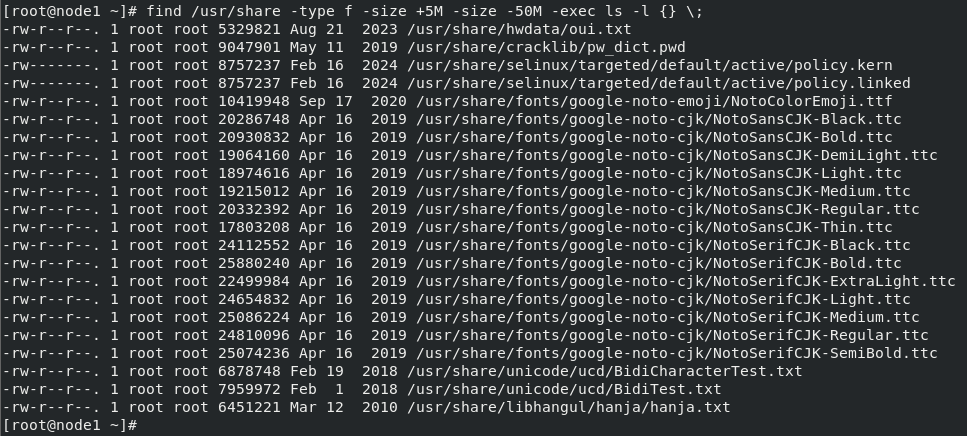 [root@node1 ~]# find /usr/share -type f -size +5M -size -50M -exec ls -l {} \;
-rw-r--r--. 1 root root 5329821 Aug 21  2023 /usr/share/hwdata/oui.txt
-rw-r--r--. 1 root root 9047901 May 11  2019 /usr/share/cracklib/pw_dict.pwd
-rw-------. 1 root root 8757237 Feb 16  2024 /usr/share/selinux/targeted/default/active/policy.kern
-rw-------. 1 root root 8757237 Feb 16  2024 /usr/share/selinux/targeted/default/active/policy.linked
-rw-r--r--. 1 root root 10419948 Sep 17  2020 /usr/share/fonts/google-noto-emoji/NotoColorEmoji.ttf
-rw-r--r--. 1 root root 20286748 Apr 16  2019 /usr/share/fonts/google-noto-cjk/NotoSansCJK-Black.ttc
-rw-r--r--. 1 root root 20930832 Apr 16  2019 /usr/share/fonts/google-noto-cjk/NotoSansCJK-Bold.ttc
-rw-r--r--. 1 root root 19064160 Apr 16  2019 /usr/share/fonts/google-noto-cjk/NotoSansCJK-DemiLight.ttc
-rw-r--r--. 1 root root 18974616 Apr 16  2019 /usr/share/fonts/google-noto-cjk/NotoSansCJK-Light.ttc
-rw-r--r--. 1 root root 19215012 Apr 16  2019 /usr/share/fonts/google-noto-cjk/NotoSansCJK-Medium.ttc
-rw-r--r--. 1 root root 20332392 Apr 16  2019 /usr/share/fonts/google-noto-cjk/NotoSansCJK-Regular.ttc
-rw-r--r--. 1 root root 17803208 Apr 16  2019 /usr/share/fonts/google-noto-cjk/NotoSansCJK-Thin.ttc
-rw-r--r--. 1 root root 24112552 Apr 16  2019 /usr/share/fonts/google-noto-cjk/NotoSerifCJK-Black.ttc
-rw-r--r--. 1 root root 25880240 Apr 16  2019 /usr/share/fonts/google-noto-cjk/NotoSerifCJK-Bold.ttc
-rw-r--r--. 1 root root 22499984 Apr 16  2019 /usr/share/fonts/google-noto-cjk/NotoSerifCJK-ExtraLight.ttc
-rw-r--r--. 1 root root 24654832 Apr 16  2019 /usr/share/fonts/google-noto-cjk/NotoSerifCJK-Light.ttc
-rw-r--r--. 1 root root 25086224 Apr 16  2019 /usr/share/fonts/google-noto-cjk/NotoSerifCJK-Medium.ttc
-rw-r--r--. 1 root root 24810096 Apr 16  2019 /usr/share/fonts/google-noto-cjk/NotoSerifCJK-Regular.ttc
-rw-r--r--. 1 root root 25074236 Apr 16  2019 /usr/share/fonts/google-noto-cjk/NotoSerifCJK-SemiBold.ttc
-rw-r--r--. 1 root root 6878748 Feb 19  2018 /usr/share/unicode/ucd/BidiCharacterTest.txt
-rw-r--r--. 1 root root 7959972 Feb  1  2018 /usr/share/unicode/ucd/BidiTest.txt
-rw-r--r--. 1 root root 6451221 Mar 12  2010 /usr/share/libhangul/hanja/hanja.txt
[root@node1 ~]#